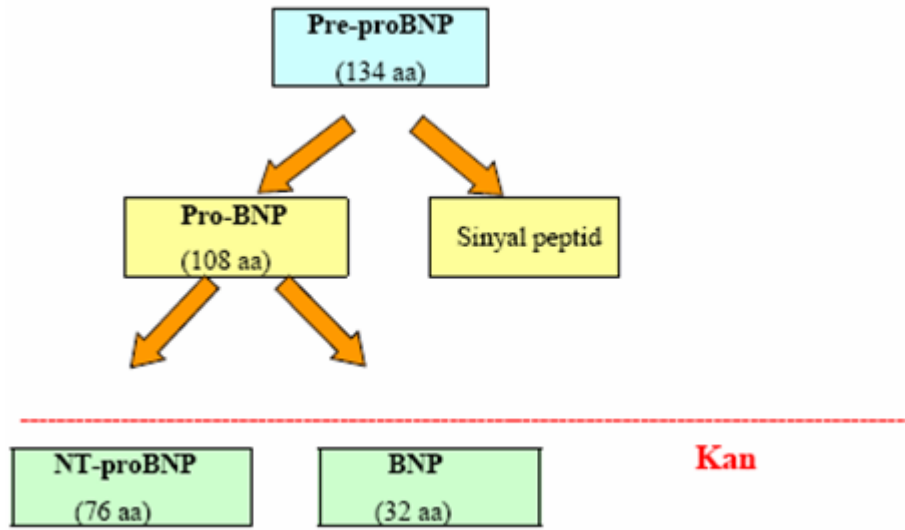 Pre-proBNP
(134 aa)
Pro-BNP
(108 aa)
Sinyal peptid
NT-proBNP
(76 aa)
BNP
(32 aa)
Kan